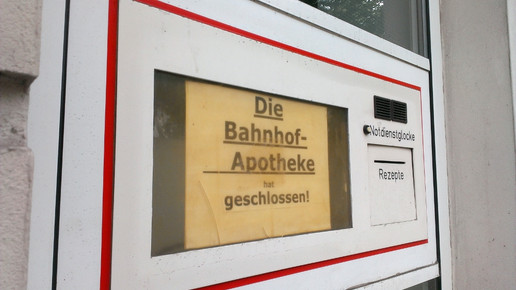 Die
Bahnhof-
Apotheke
hat
geschlossen!
Notdienstglocke
Rezepte